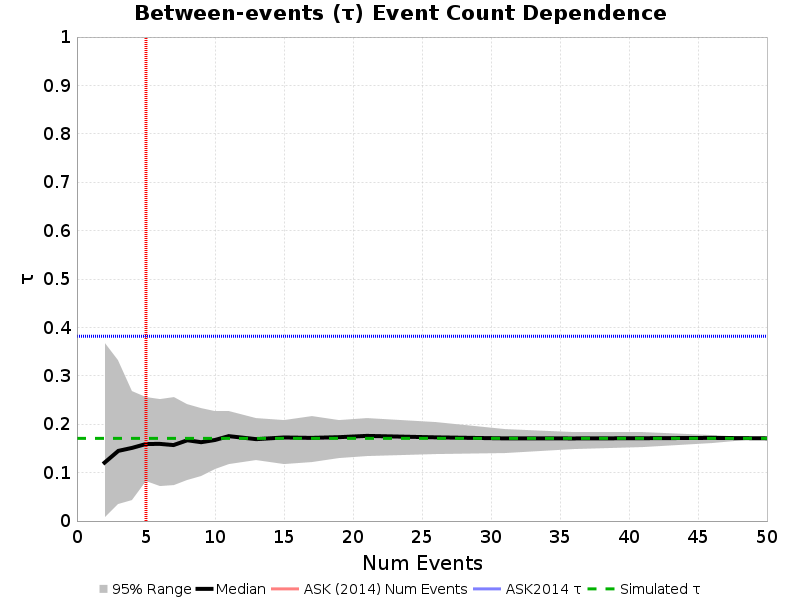 Between-events (τ) Event Count Dependence
1
0.9
0.8
0.7
0.6
0.5
0.4
0.3
0.2
0.1
0
τ
0 5 10 15 20 25 30 35 40 45 50
Num Events
95% Range Median ASK (2014) Num Events ASK2014 τ Simulated τ